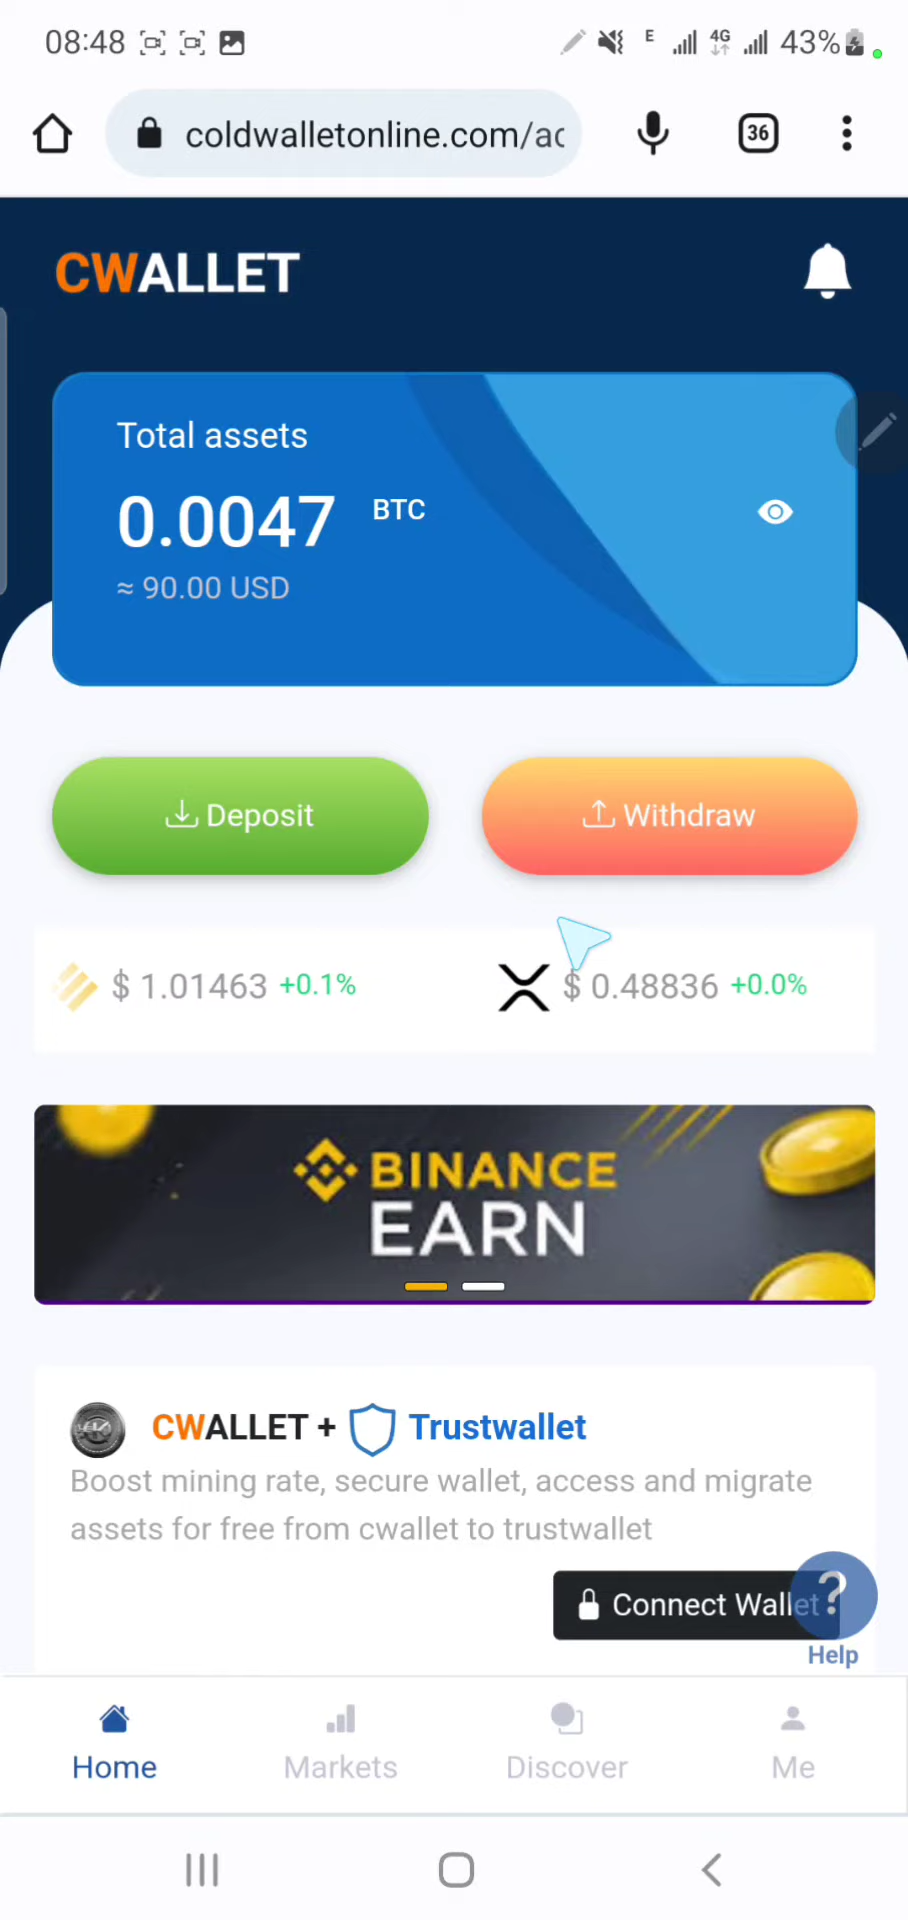 08:48 E 4G 43%
coldwalletonline.com/ac
36
CWALLET
Total assets
0.0047 BTC
≈ 90.00 USD
Deposit Withdraw
$ 1.01463 +0.1% $ 0.48836 +0.0%
BINANCE
EARN
CWALLET + Trustwallet
Boost mining rate, secure wallet, access and migrate
assets for free from cwallet to trustwallet
Connect Wallet ?
Help
Home Markets Discover Me